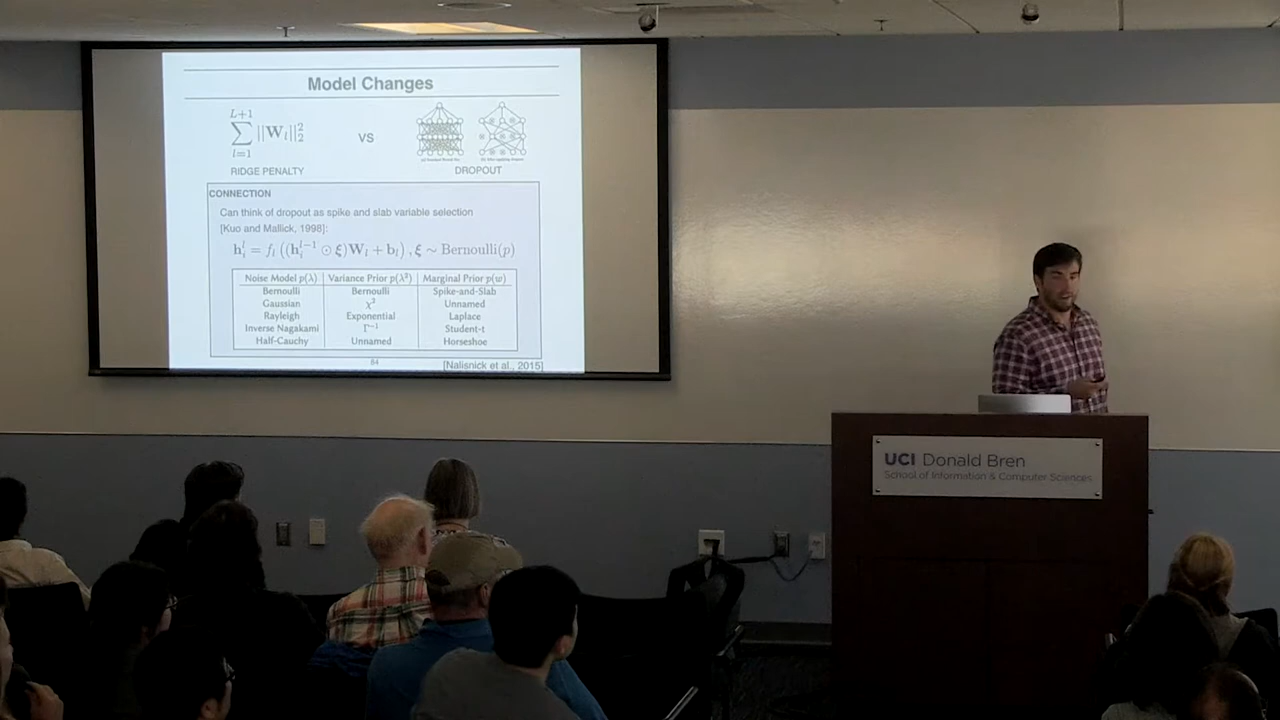 Model Changes
L+1
∑ ||W_l||²₂ VS
l=1
RIDGE PENALTY DROPOUT
CONNECTION
Can think of dropout as spike and slab variable selection
[Kuo and Mallick, 1998]:
h_i^l = f_l ((h_i^{l-1} ⊙ ξ)W_l + b_l), ξ ∼ Bernoulli(p)
Noise Model p(λ) Variance Prior p(λ²) Marginal Prior p(w)
Bernoulli Bernoulli Spike-and-Slab
Gaussian χ² Unnamed
Rayleigh Exponential Laplace
Inverse Nagakami Γ⁻¹ Student-t
Half-Cauchy Unnamed Horseshoe
64
[Nalisnick et al., 2015]
UCI Donald Bren
School of Information & Computer Sciences